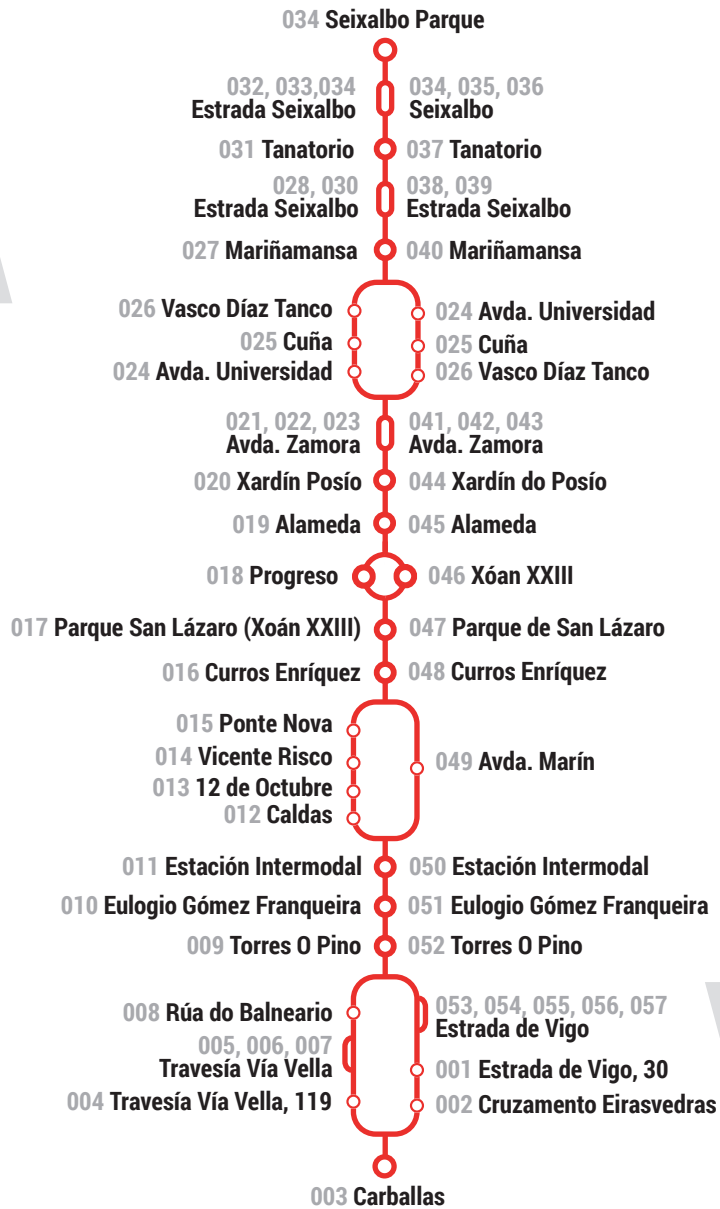 034 Seixalbo Parque
032, 033,034
Estrada Seixalbo
034, 035, 036
Seixalbo
031 Tanatorio
037 Tanatorio
028, 030
Estrada Seixalbo
038, 039
Estrada Seixalbo
027 Mariñamansa
040 Mariñamansa
026 Vasco Díaz Tanco
024 Avda. Universidad
025 Cuña
025 Cuña
024 Avda. Universidad
026 Vasco Díaz Tanco
021, 022, 023
Avda. Zamora
041, 042, 043
Avda. Zamora
020 Xardín Posío
044 Xardín do Posío
019 Alameda
045 Alameda
018 Progreso
046 Xóan XXIII
017 Parque San Lázaro (Xoán XXIII)
047 Parque de San Lázaro
016 Curros Enríquez
048 Curros Enríquez
015 Ponte Nova
014 Vicente Risco
049 Avda. Marín
013 12 de Octubre
012 Caldas
011 Estación Intermodal
050 Estación Intermodal
010 Eulogio Gómez Franqueira
051 Eulogio Gómez Franqueira
009 Torres O Pino
052 Torres O Pino
008 Rúa do Balneario
053, 054, 055, 056, 057
Estrada de Vigo
005, 006, 007
Travesía Vía Vella
001 Estrada de Vigo, 30
004 Travesía Vía Vella, 119
002 Cruzamento Eirasvedras
003 Carballas